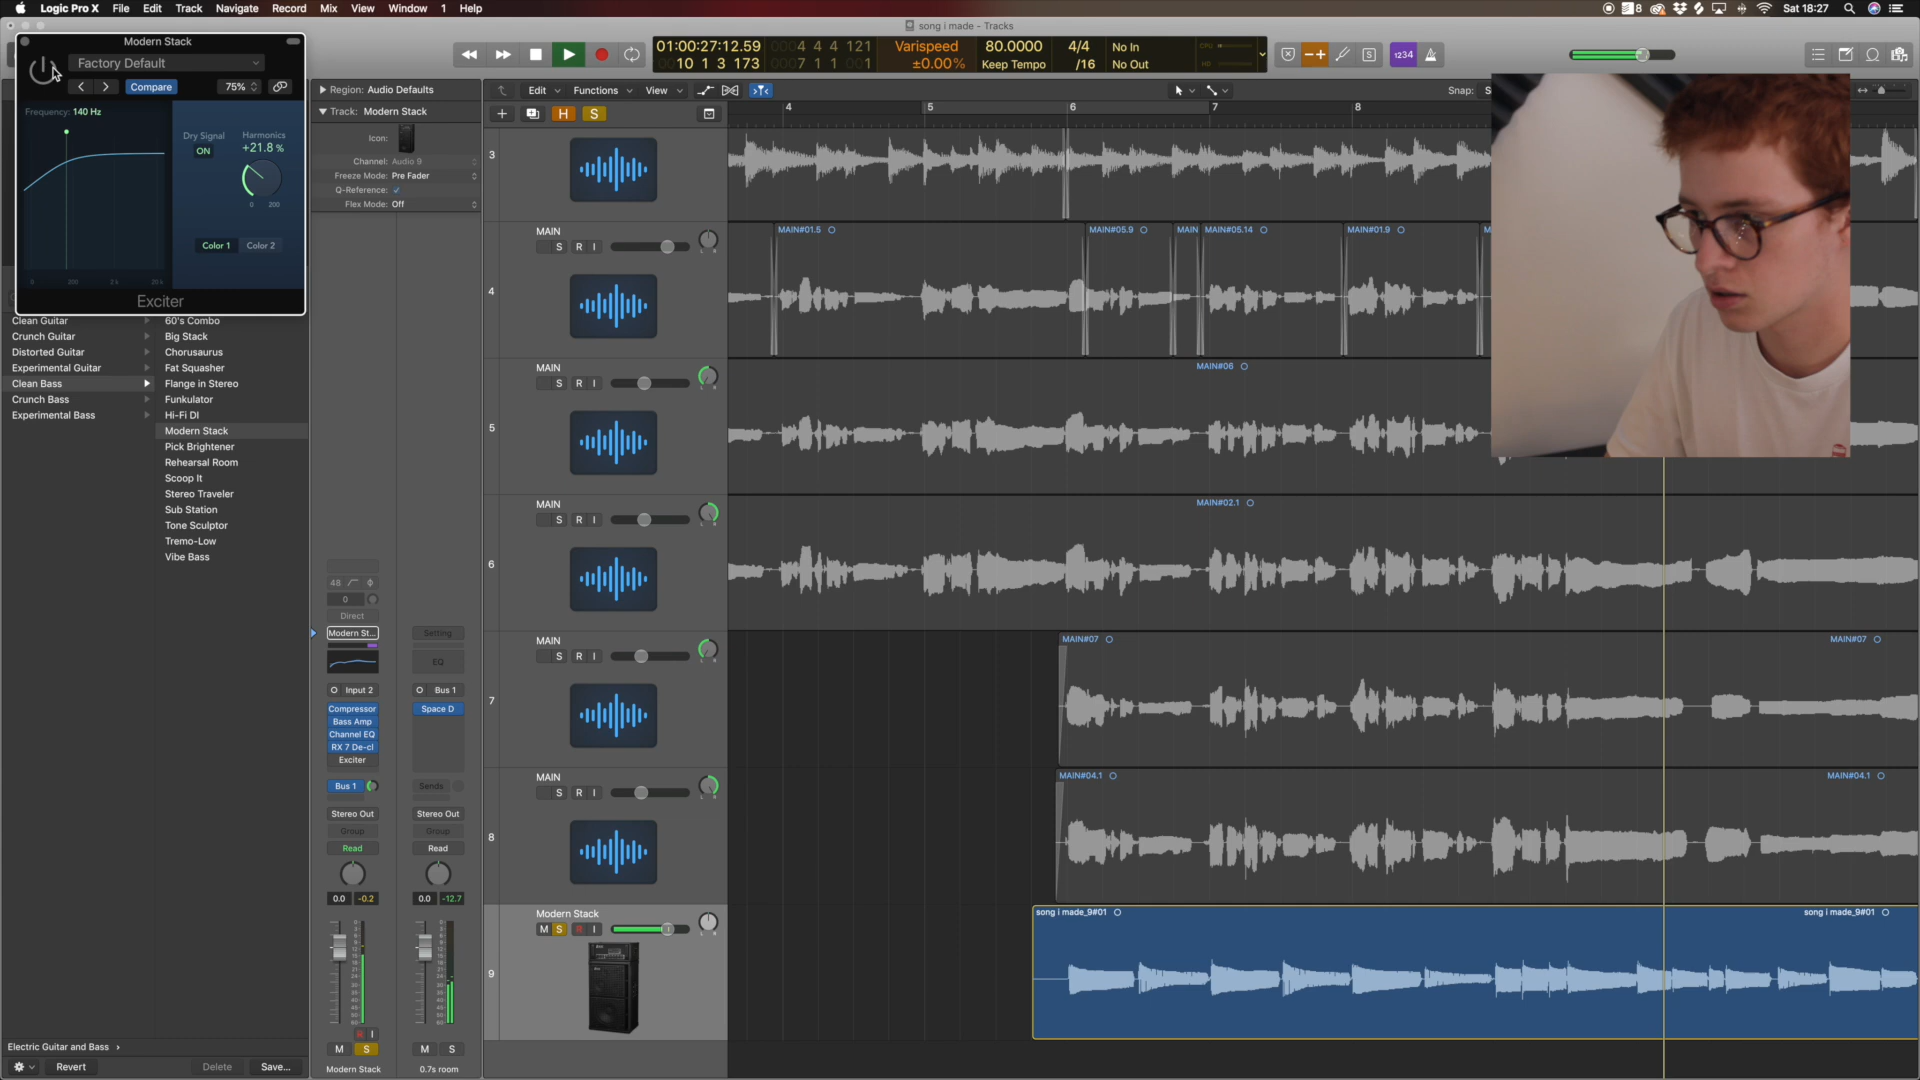 Logic Pro X File Edit Track Navigate Record Mix View Window 1 Help
8 Sat 18:27
song i made - Tracks
Modern Stack
Factory Default
Compare 75%
Frequency: 140 Hz
Dry Signal
ON
Harmonics
+21.8 %
0 200
Color 1 Color 2
0 200 2 k 20 k
Exciter
01:00:27:12.59
10 1 3 173
4 4 121
7 1 1
Varispeed
±0.00%
80.0000
Keep Tempo
4/4
/16
No In
No Out
CPU
HD
1234
Region: Audio Defaults
Track: Modern Stack
Icon:
Channel: Audio 9
Freeze Mode: Pre Fader
Q-Reference:
Flex Mode: Off
Edit Functions View
Snap: S
H S
4 5 6 7 8
Clean Guitar
Crunch Guitar
Distorted Guitar
Experimental Guitar
Clean Bass
Crunch Bass
Experimental Bass
60's Combo
Big Stack
Chorusaurus
Fat Squasher
Flange in Stereo
Funkulator
Hi-Fi DI
Modern Stack
Pick Brightener
Rehearsal Room
Scoop It
Stereo Traveler
Sub Station
Tone Sculptor
Tremo-Low
Vibe Bass
48
0
Direct
Modern St...
Input 2
Compressor
Bass Amp
Channel EQ
RX 7 De-cl
Exciter
Bus 1
Stereo Out
Group
Read
0.0 -0.2
R I
M S
Modern Stack
Setting
EQ
Bus 1
Space D
Sends
Stereo Out
Group
Read
0.0 -12.7
M S
0.7s room
3
MAIN
S R I
4
MAIN#01.5 MAIN#05.9 MAIN MAIN#05.14 MAIN#01.9 M
MAIN
S R I
5
MAIN#06
MAIN
S R I
6
MAIN#02.1
MAIN
S R I
7
MAIN#07 MAIN#07
MAIN
S R I
8
MAIN#04.1 MAIN#04.1
Modern Stack
M S R I
9
song i made_9#01 song i made_9#01
Electric Guitar and Bass
Revert Delete Save...